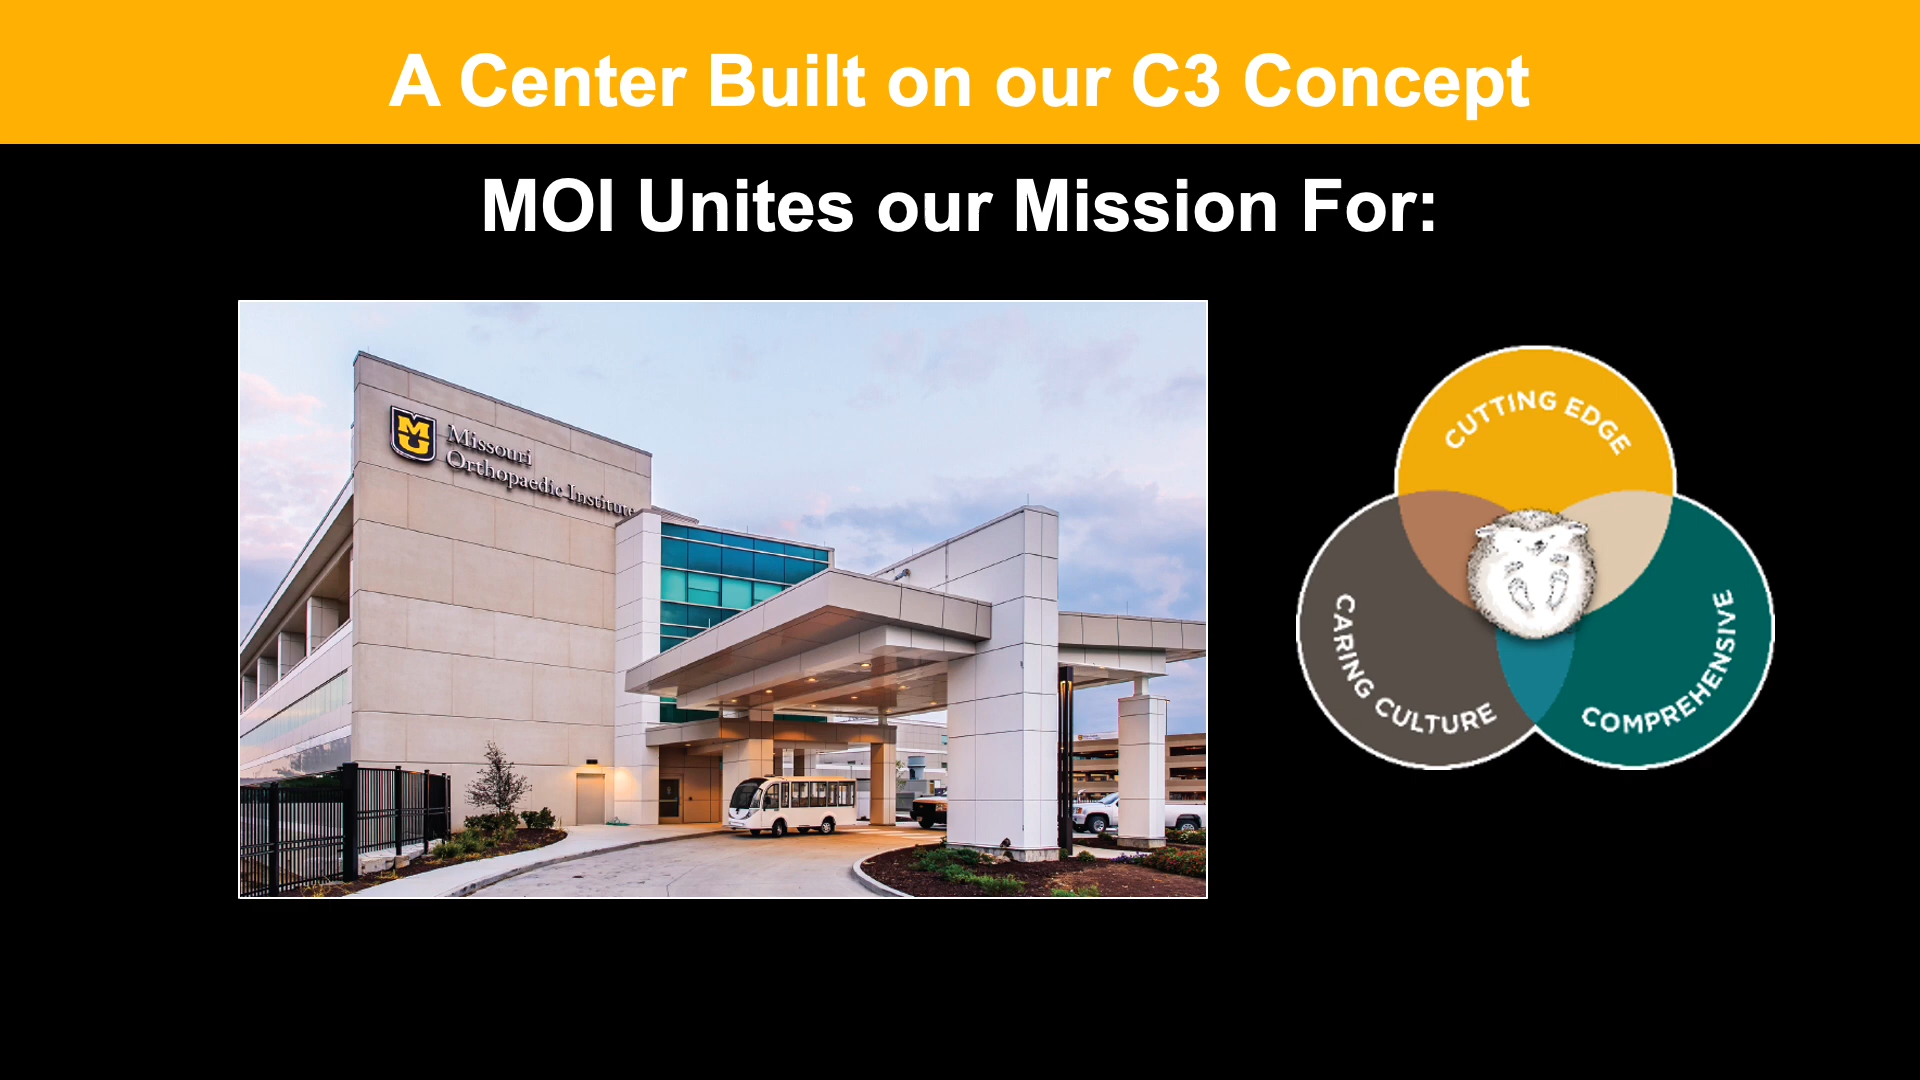 A Center Built on our C3 Concept
MOI Unites our Mission For:
MU
Missouri
Orthopaedic Institute
CUTTING EDGE
CARING CULTURE
COMPREHENSIVE